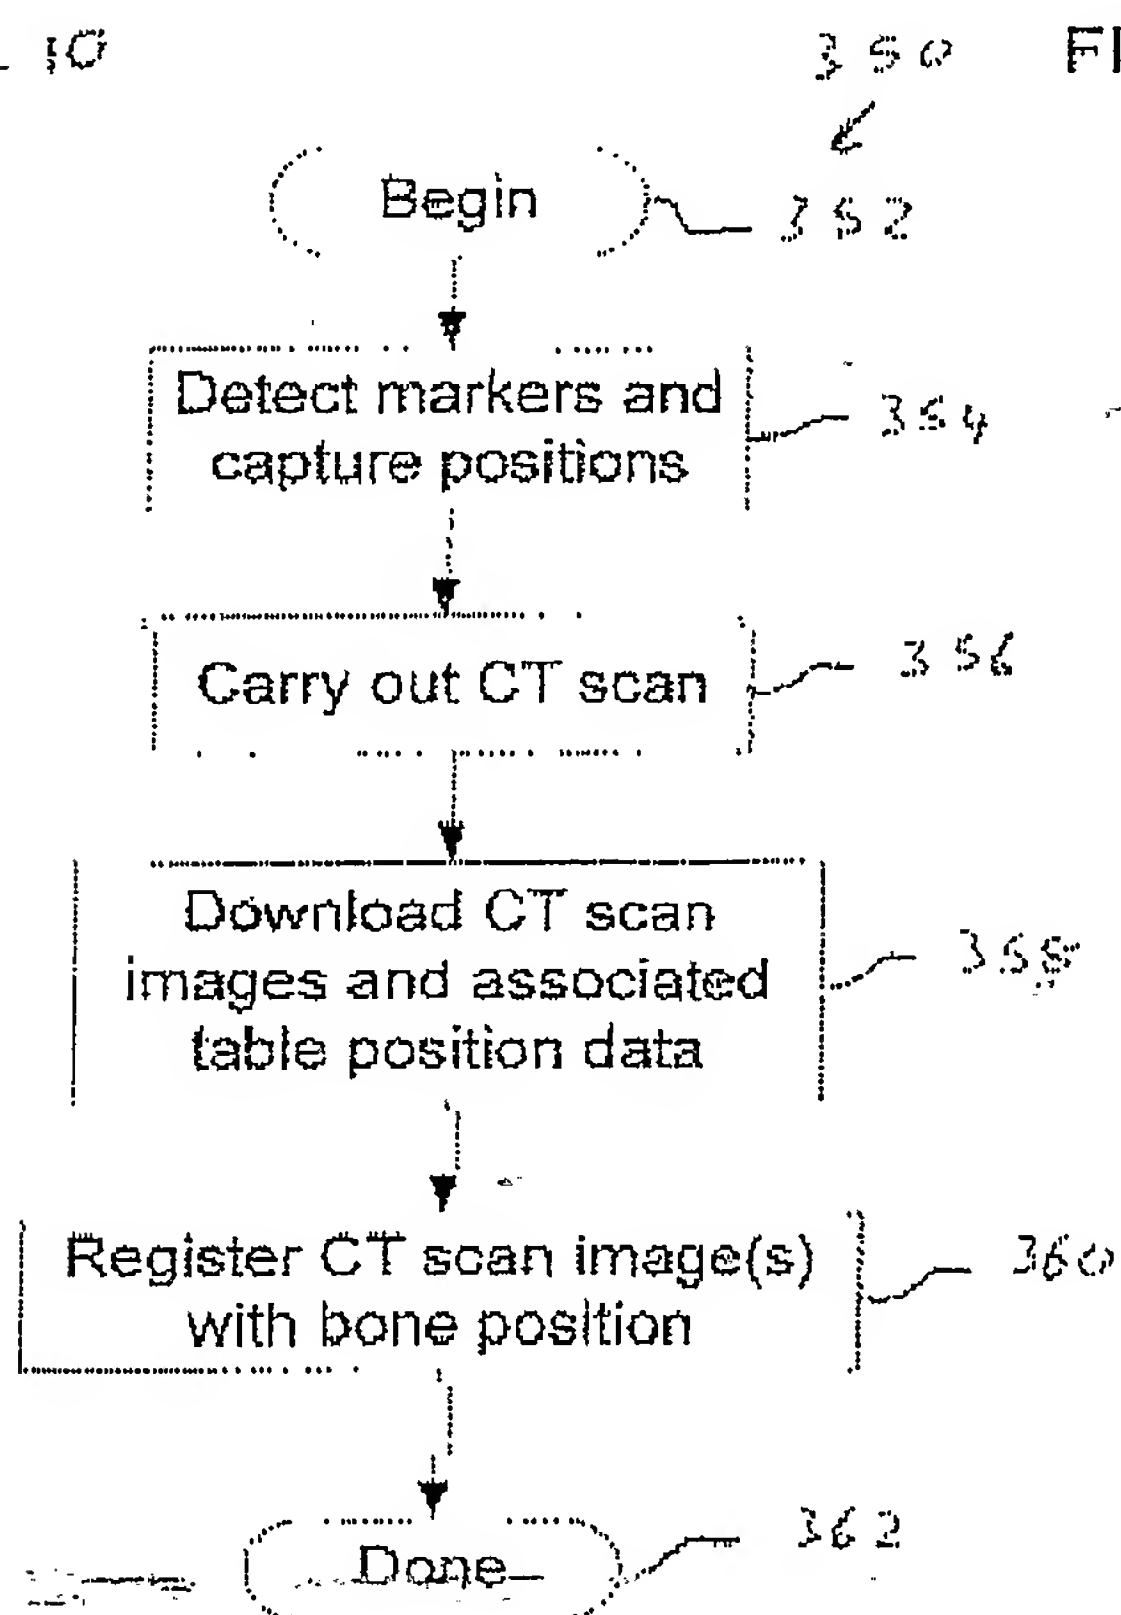 10
350
Begin
352
Detect markers and
capture positions
354
Carry out CT scan
356
Download CT scan
images and associated
table position data
358
Register CT scan image(s)
with bone position
360
Done
362